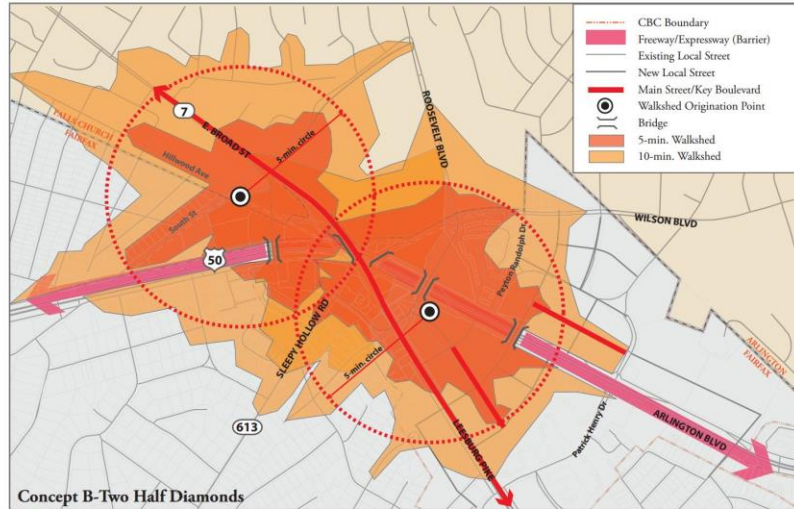 CBC Boundary
Freeway/Expressway (Barrier)
Existing Local Street
New Local Street
Main Street/Key Boulevard
Walkshed Origination Point
Bridge
5-min. Walkshed
10-min. Walkshed
7
E. BROAD ST
5-min. circle
ROOSEVELT BLVD
FALLS CHURCH
FAIRFAX
Hillwood Ave
South St
WILSON BLVD
Peyton Randolph Dr
50
SLEEPY HOLLOW RD
5-min. circle
ARLINGTON
FAIRFAX
613
LEESBURG PIKE
Patrick Henry Dr
ARLINGTON BLVD
Concept B-Two Half Diamonds